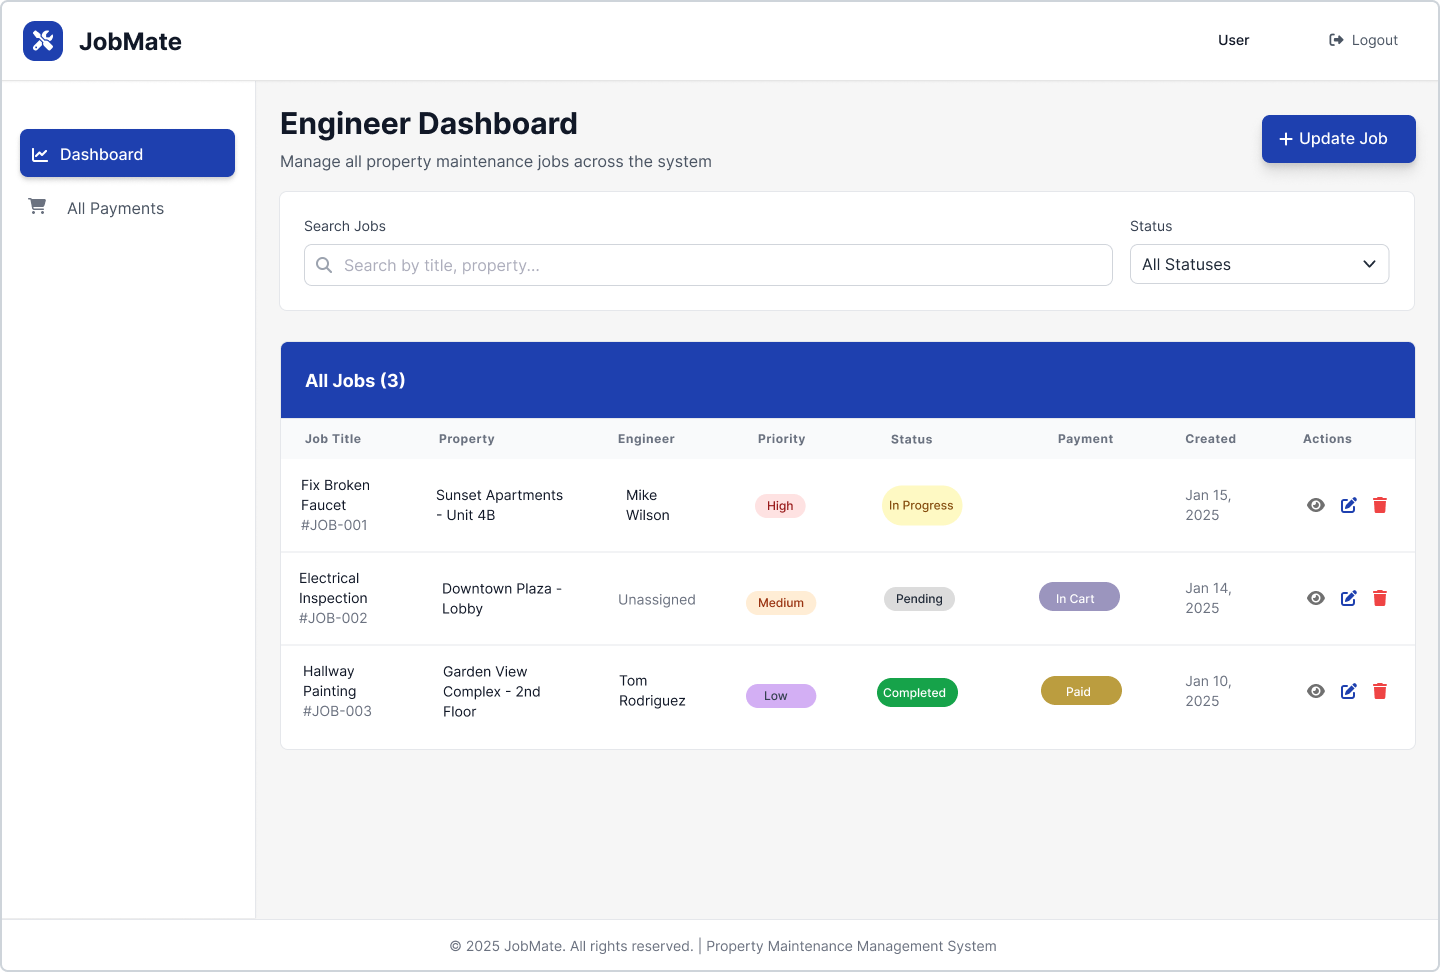 JobMate
User
Logout
Dashboard
All Payments
Engineer Dashboard
Manage all property maintenance jobs across the system
Update Job
Search Jobs
Search by title, property...
Status
All Statuses
All Jobs (3)
Job Title
Property
Engineer
Priority
Status
Payment
Created
Actions
Fix Broken
Faucet
#JOB-001
Sunset Apartments
- Unit 4B
Mike
Wilson
High
In Progress
Jan 15,
2025
Electrical
Inspection
#JOB-002
Downtown Plaza -
Lobby
Unassigned
Medium
Pending
In Cart
Jan 14,
2025
Hallway
Painting
#JOB-003
Garden View
Complex - 2nd
Floor
Tom
Rodriguez
Low
Completed
Paid
Jan 10,
2025
© 2025 JobMate. All rights reserved. | Property Maintenance Management System